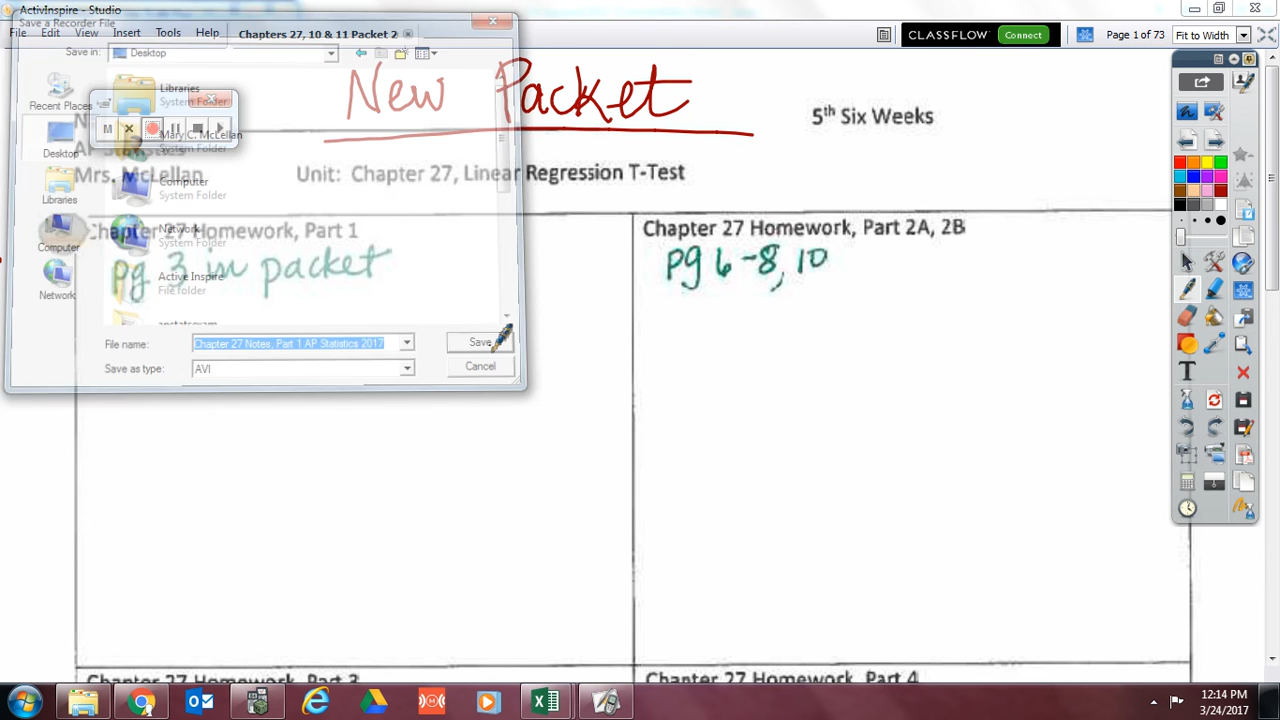 ActivInspire - Studio
Save a Recorder File
File Edit View Insert Tools Help
Chapters 27, 10 & 11 Packet 2
CLASSFLOW Connect
Page 1 of 73 Fit to Width
Save in: Desktop
Recent Places
Desktop
Libraries
Computer
Network
Libraries
System Folder
Mary C. McLellan
System Folder
Computer
System Folder
Network
System Folder
Active Inspire
File folder
apstatsexam
File name: Chapter 27 Notes, Part 1 AP Statistics 2017
Save as type: AVI
Save
Cancel
New Packet
5th Six Weeks
AP Statistics
Mrs. McLellan
Unit: Chapter 27, Linear Regression T-Test
Chapter 27 Homework, Part 1
pg 3 in packet
Chapter 27 Homework, Part 2A, 2B
pg 6-8, 10
Chapter 27 Homework, Part 3
Chapter 27 Homework, Part 4
12:14 PM
3/24/2017